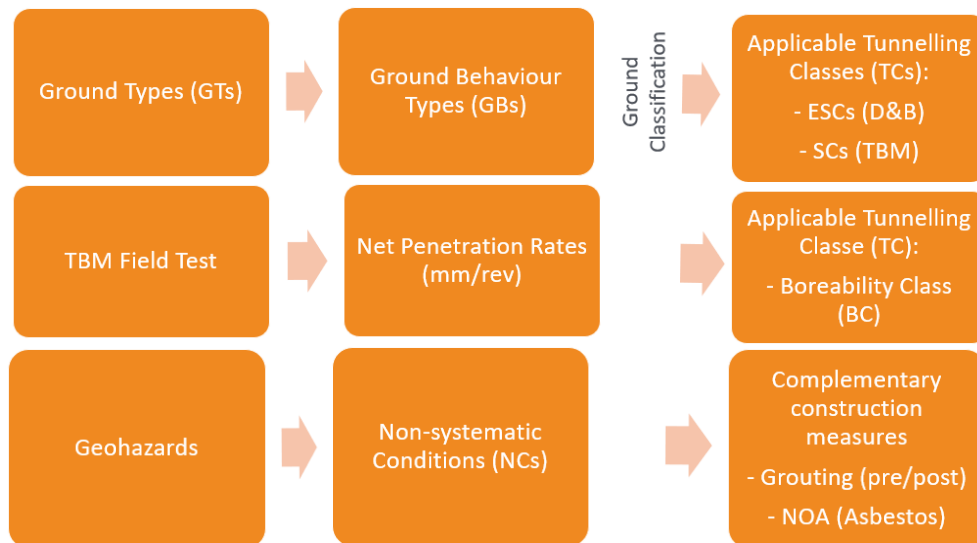 Ground Types (GTs)
Ground Behaviour
Types (GBs)
Ground
Classification
Applicable Tunnelling
Classes (TCs):
- ESCs (D&B)
- SCs (TBM)
TBM Field Test
Net Penetration Rates
(mm/rev)
Applicable Tunnelling
Classe (TC):
- Boreability Class
(BC)
Geohazards
Non-systematic
Conditions (NCs)
Complementary
construction
measures
- Grouting (pre/post)
- NOA (Asbestos)